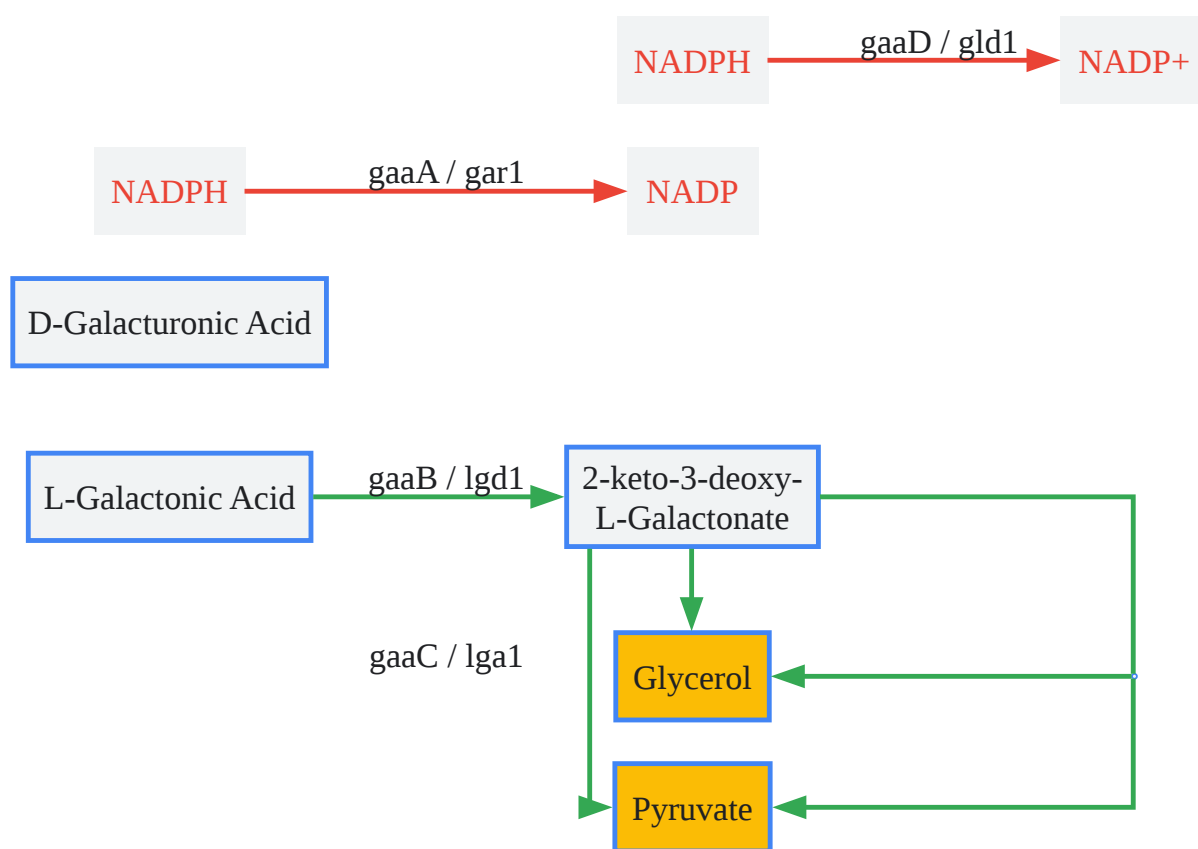 NADPH
gaaD / gld1
NADP+
NADPH
gaaA / gar1
NADP
D-Galacturonic Acid
L-Galactonic Acid
gaaB / lgd1
2-keto-3-deoxy-
L-Galactonate
gaaC / lga1
Glycerol
Pyruvate